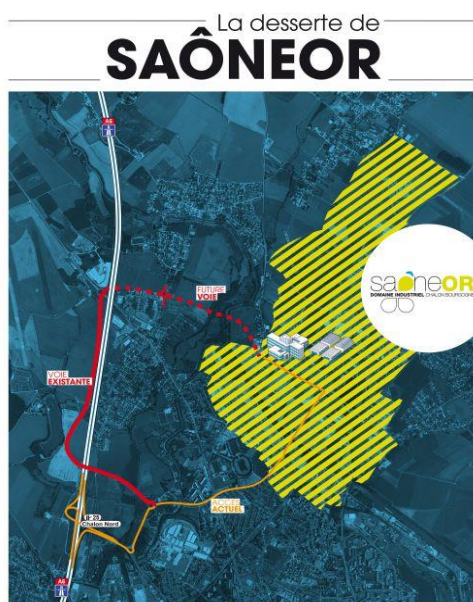 La desserte de
SAÔNEOR
A6
saôneOR
DOMAINE INDUSTRIEL CHALON BOURGOGNE
FUTURE
VOIE
VOIE
EXISTANTE
ACCÈS
ACTUEL
Chalon Nord
A6